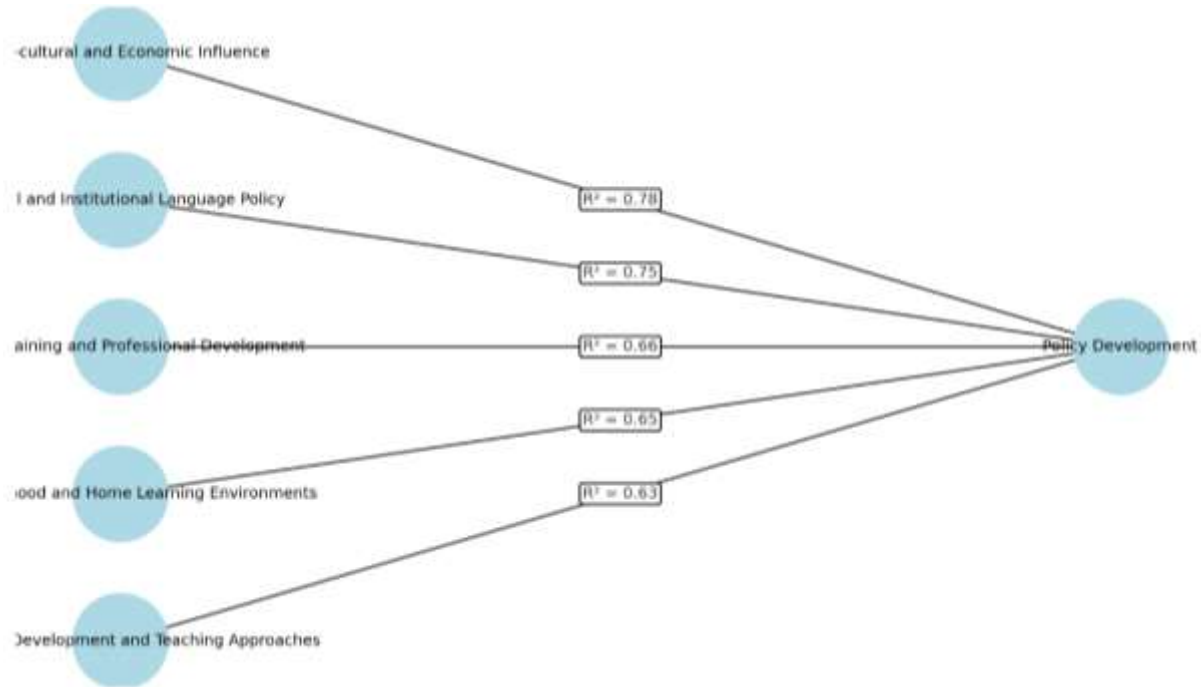 -cultural and Economic Influence
R² = 0.78
l and Institutional Language Policy
R² = 0.75
aining and Professional Development
R² = 0.66
Policy Development
R² = 0.65
ood and Home Learning Environments
R² = 0.63
Development and Teaching Approaches